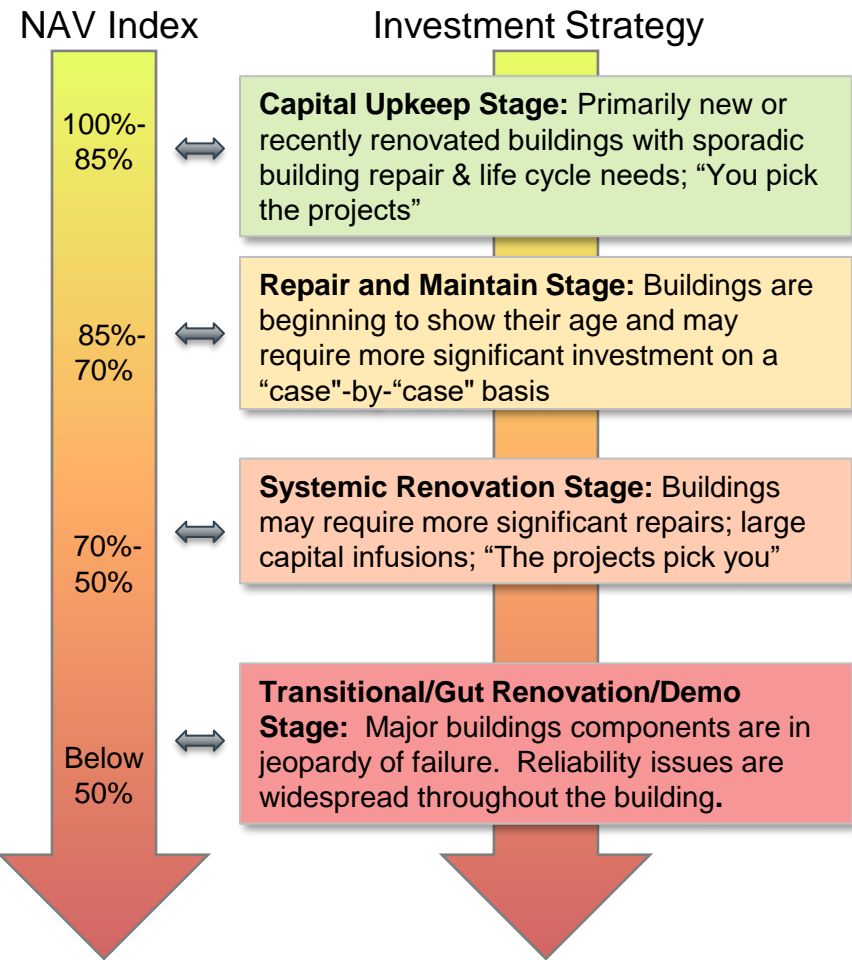 NAV Index
Investment Strategy
100%-
85%
Capital Upkeep Stage: Primarily new or
recently renovated buildings with sporadic
building repair & life cycle needs; “You pick
the projects”
85%-
70%
Repair and Maintain Stage: Buildings are
beginning to show their age and may
require more significant investment on a
“case"-by-“case" basis
70%-
50%
Systemic Renovation Stage: Buildings
may require more significant repairs; large
capital infusions; “The projects pick you”
Below
50%
Transitional/Gut Renovation/Demo
Stage:  Major buildings components are in
jeopardy of failure.  Reliability issues are
widespread throughout the building.